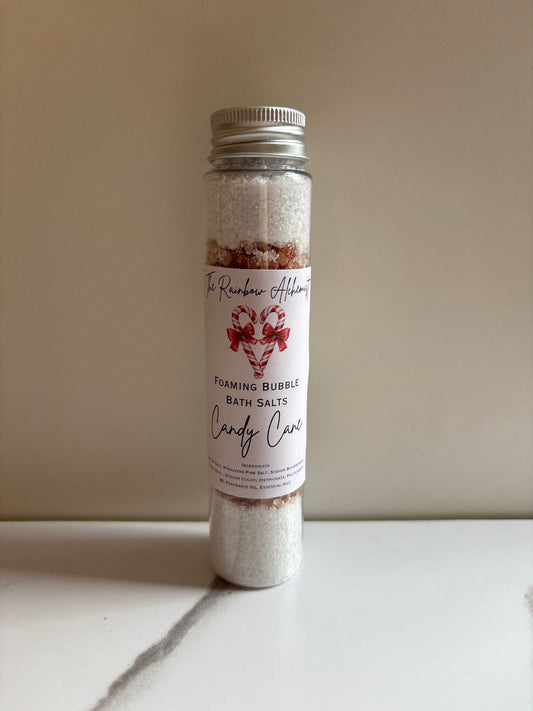 The Rainbow Alchemist
Foaming Bubble
Bath Salts
Candy Cane
Ingredients
Himalayan Pink Salt, Sodium
Sodium Cocoyl Isethionate,
Fragrance Oil, Essential Oils